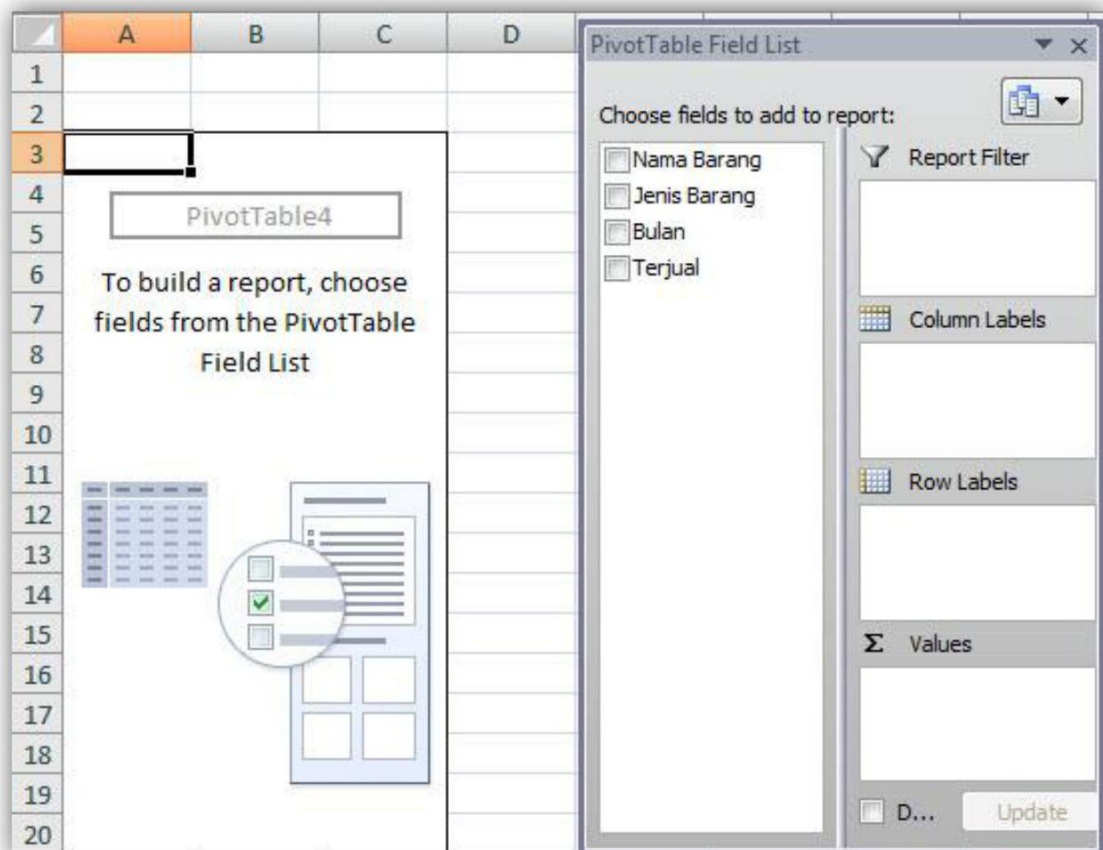 A B C D
PivotTable Field List
1
2
3
4
5
6
7
8
9
10
11
12
13
14
15
16
17
18
19
20
PivotTable4
To build a report, choose
fields from the PivotTable
Field List
Choose fields to add to report:
Nama Barang
Jenis Barang
Bulan
Terjual
Report Filter
Column Labels
Row Labels
Σ Values
D...
Update